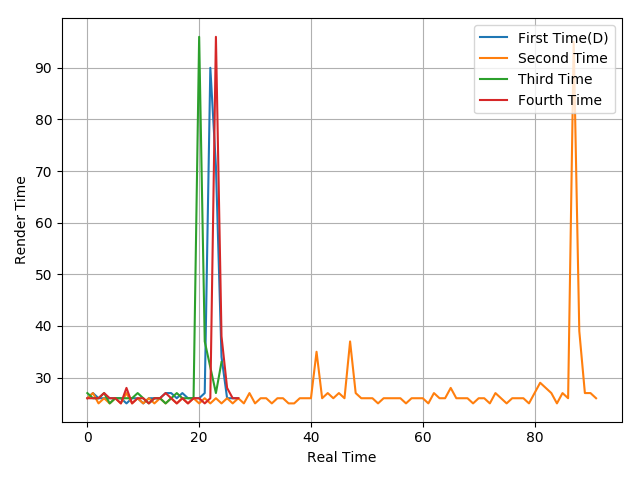 First Time(D)
Second Time
Third Time
Fourth Time
Render Time
90
80
70
60
50
40
30
0 20 40 60 80
Real Time